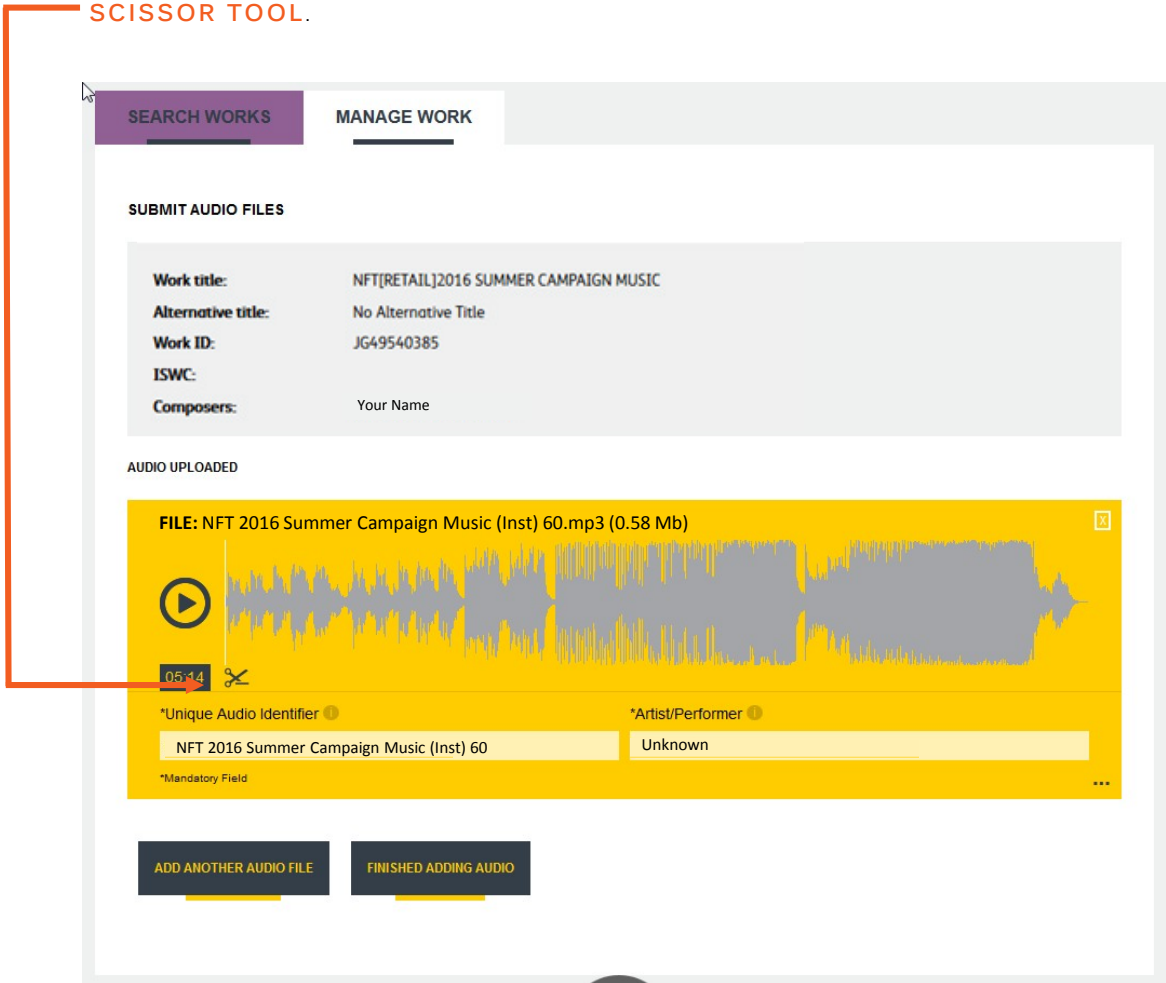 SCISSOR TOOL.
SEARCH WORKS MANAGE WORK
SUBMIT AUDIO FILES
Work title: NFT[RETAIL]2016 SUMMER CAMPAIGN MUSIC
Alternative title: No Alternative Title
Work ID: JG49540385
ISWC:
Composers: Your Name
AUDIO UPLOADED
FILE: NFT 2016 Summer Campaign Music (Inst) 60.mp3 (0.58 Mb)
X
05:14
*Unique Audio Identifier i *Artist/Performer i
NFT 2016 Summer Campaign Music (Inst) 60 Unknown
*Mandatory Field ...
ADD ANOTHER AUDIO FILE FINISHED ADDING AUDIO